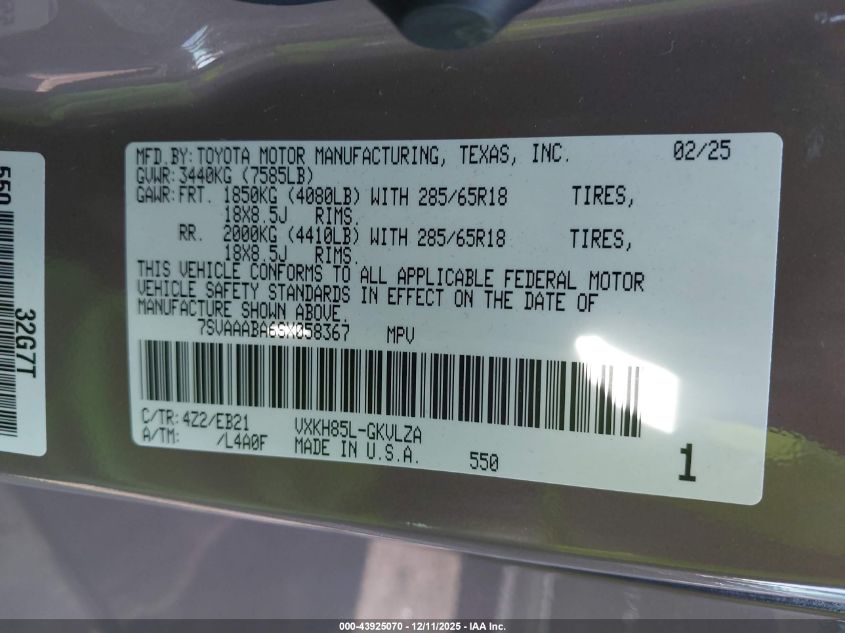 MFD.BY: TOYOTA MOTOR MANUFACTURING, TEXAS, INC. 02/25
GVWR: 3440KG (7585LB)
GAWR: FRT. 1850KG (4080LB) WITH 285/65R18 TIRES,
18X8.5J RIMS.
RR. 2000KG (4410LB) WITH 285/65R18 TIRES,
18X8.5J RIMS.
THIS VEHICLE CONFORMS TO ALL APPLICABLE FEDERAL MOTOR
VEHICLE SAFETY STANDARDS IN EFFECT ON THE DATE OF
MANUFACTURE SHOWN ABOVE.
7SVAAABA6SX058367 MPV
C/TR: 4Z2/EB21 VXKH85L-GKVLZA
A/TM: /L4A0F MADE IN U.S.A. 550 1
550
32G7T
000-43925070 - 12/11/2025 - IAA Inc.